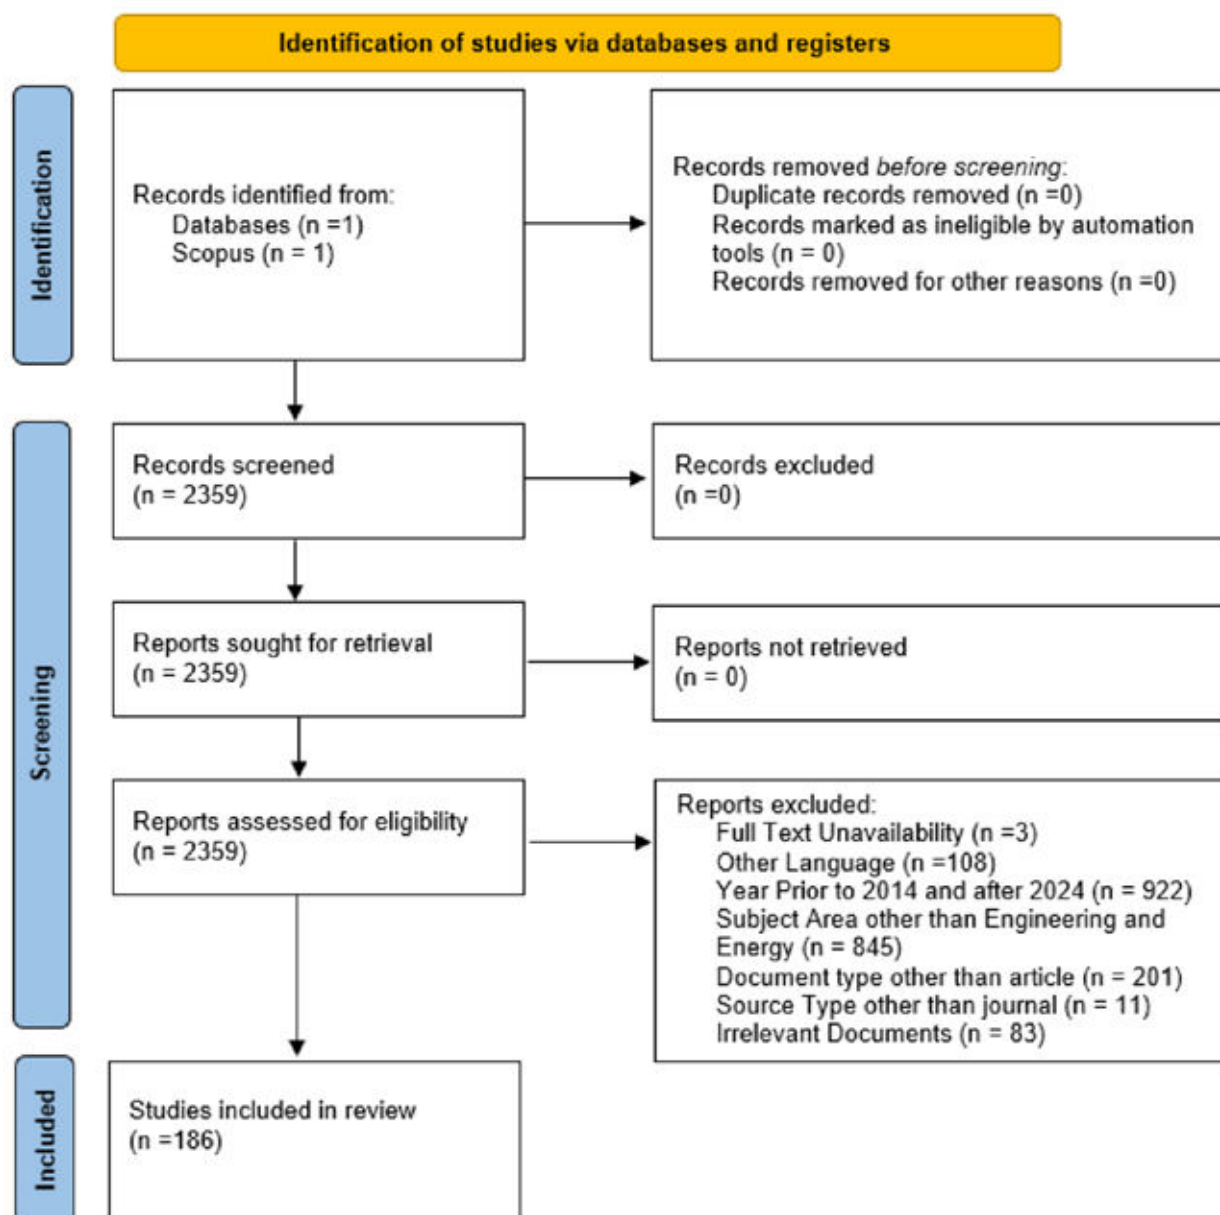 Identification of studies via databases and registers
Identification
Records identified from:
Databases (n =1)
Scopus (n = 1)
Records removed before screening:
Duplicate records removed (n =0)
Records marked as ineligible by automation
tools (n = 0)
Records removed for other reasons (n =0)
Screening
Records screened
(n = 2359)
Records excluded
(n =0)
Reports sought for retrieval
(n = 2359)
Reports not retrieved
(n = 0)
Reports assessed for eligibility
(n = 2359)
Reports excluded:
Full Text Unavailability (n =3)
Other Language (n =108)
Year Prior to 2014 and after 2024 (n = 922)
Subject Area other than Engineering and
Energy (n = 845)
Document type other than article (n = 201)
Source Type other than journal (n = 11)
Irrelevant Documents (n = 83)
Included
Studies included in review
(n =186)